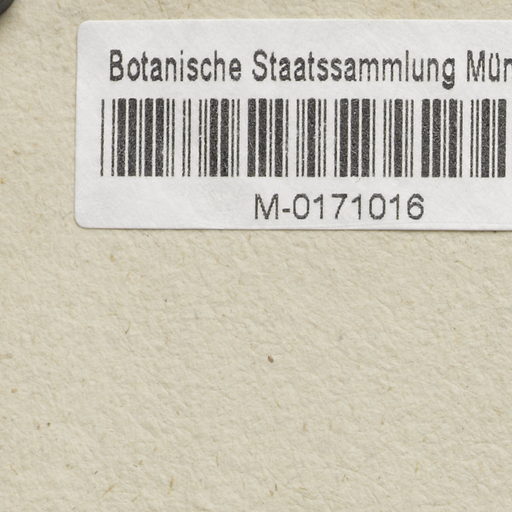 Botanische Staatssammlung Mün
M-0171016